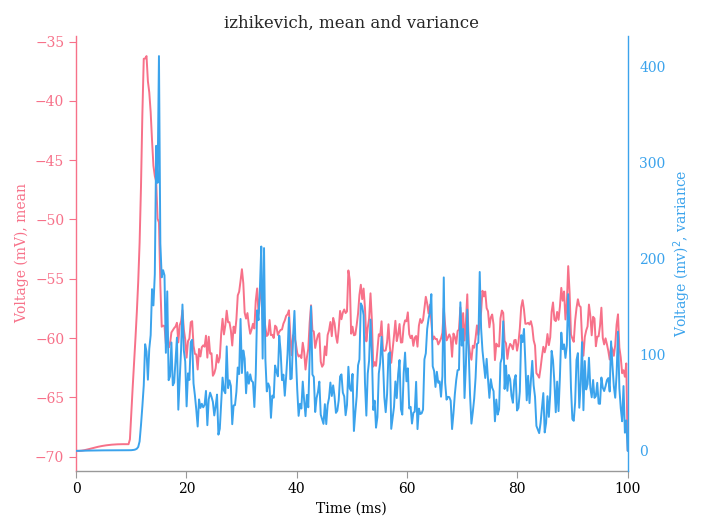 izhikevich, mean and variance
−35
−40
−45
−50
−55
−60
−65
−70
Voltage (mV), mean
400
300
200
100
0
Voltage (mv)², variance
0 20 40 60 80 100
Time (ms)